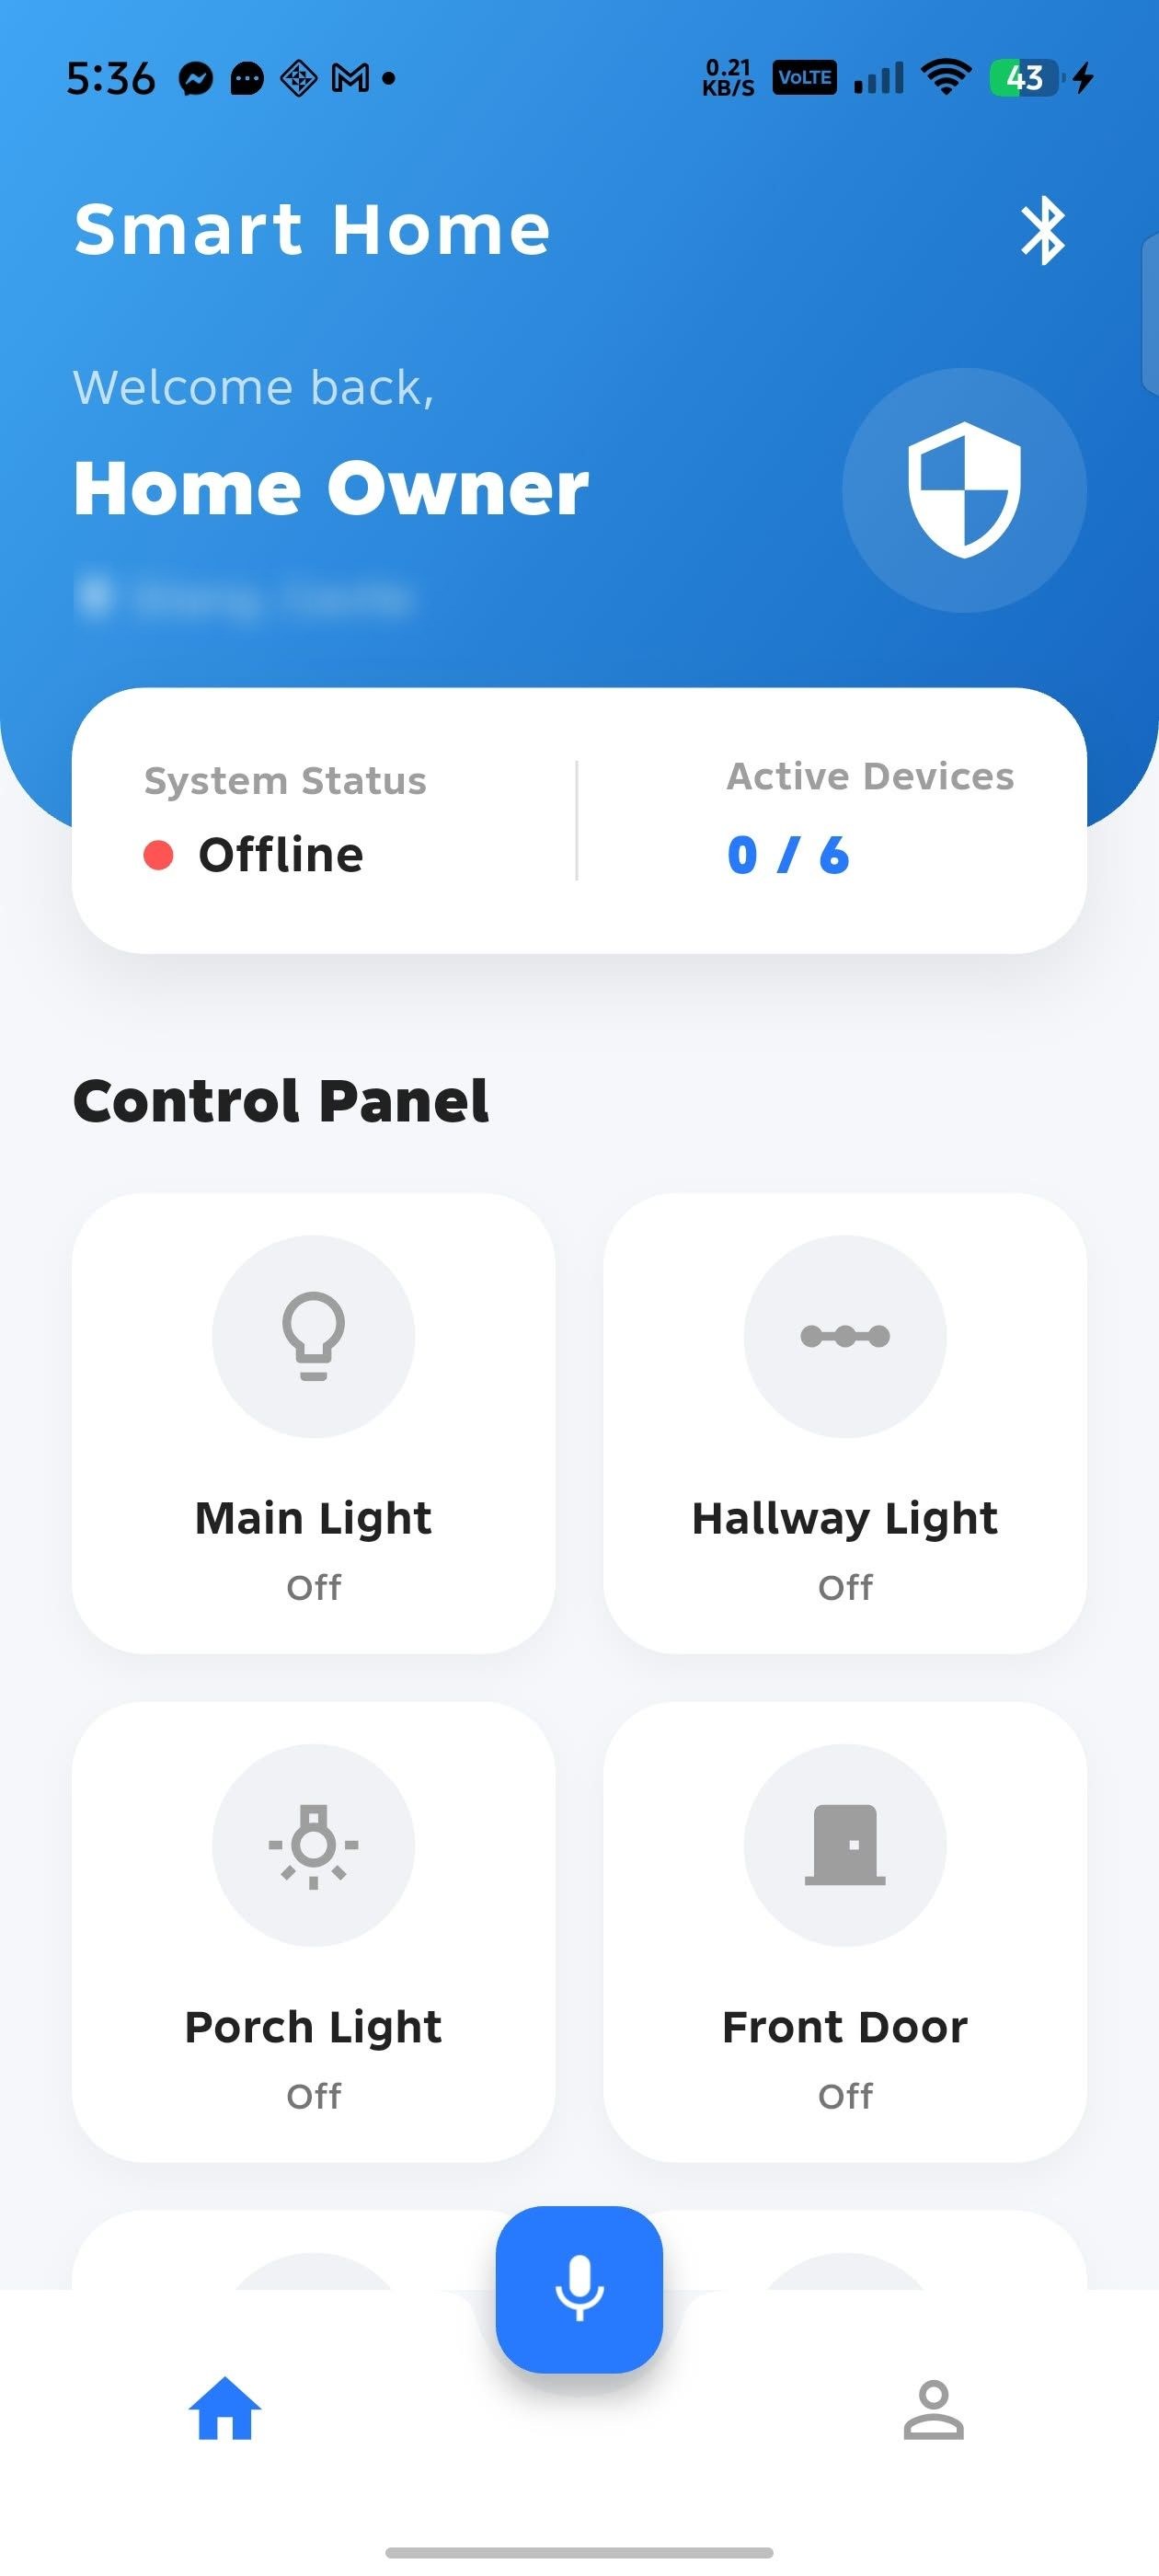 5:36
0.21
KB/S
VoLTE
43
Smart Home
Welcome back,
Home Owner
System Status
Active Devices
Offline
0 / 6
Control Panel
Main Light
Hallway Light
Off
Off
Porch Light
Front Door
Off
Off